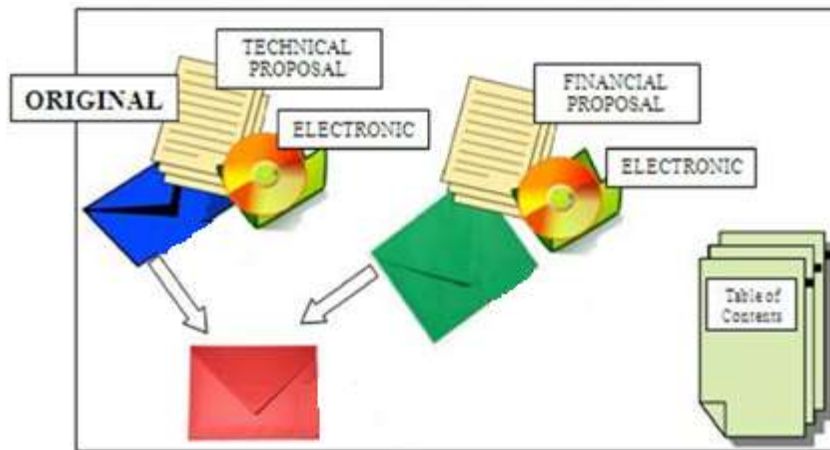 TECHNICAL
PROPOSAL
ORIGINAL
ELECTRONIC
FINANCIAL
PROPOSAL
ELECTRONIC
Table of
Contents